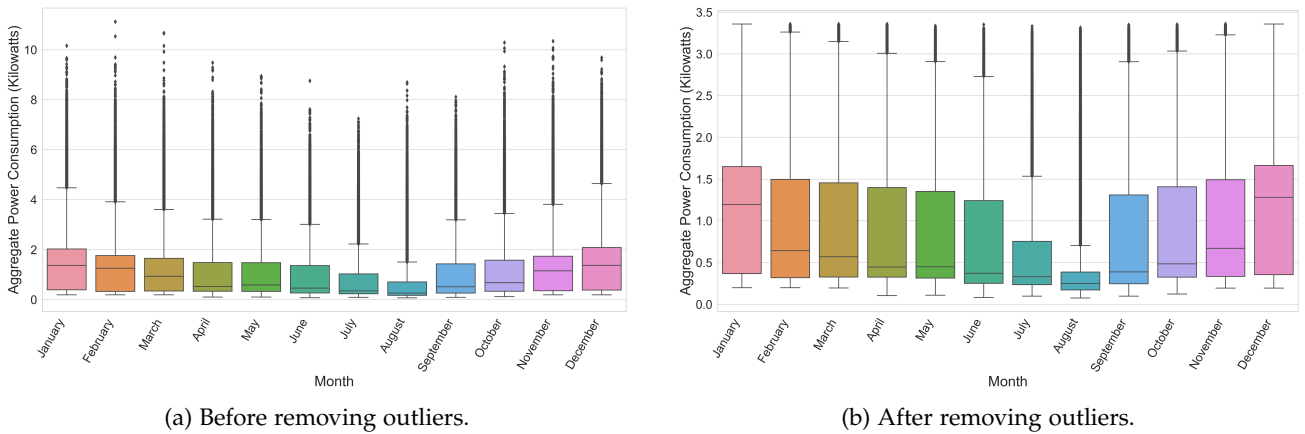 Aggregate Power Consumption (Kilowatts)
10
8
6
4
2
0
January
February
March
April
May
June
July
August
September
October
November
December
Month
(a) Before removing outliers.
Aggregate Power Consumption (Kilowatts)
3.5
3.0
2.5
2.0
1.5
1.0
0.5
0.0
January
February
March
April
May
June
July
August
September
October
November
December
Month
(b) After removing outliers.